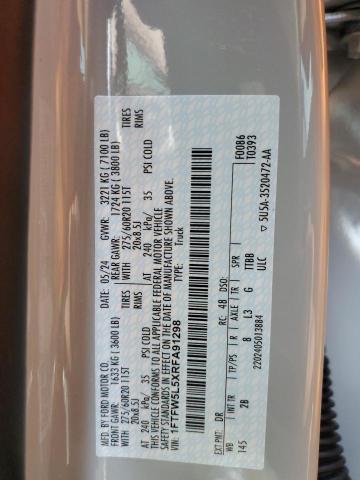 MFD. BY FORD MOTOR CO.
DATE: 05/24 GVWR: 3221 KG ( 7100 LB)
FRONT GAWR: 1633 KG ( 3600 LB) REAR GAWR: 1724 KG ( 3800 LB)
WITH 275/60R20 115T TIRES WITH 275/60R20 115T TIRES
20x8.5J RIMS 20x8.5J RIMS
AT 240 kPa/ 35 PSI COLD AT 240 kPa/ 35 PSI COLD
THIS VEHICLE CONFORMS TO ALL APPLICABLE FEDERAL MOTOR VEHICLE
SAFETY STANDARDS IN EFFECT ON THE DATE OF MANUFACTURE SHOWN ABOVE.
VIN: 1FTFW5L5XRFA91298 TYPE: Truck
F0086
T0393
EXT PNT: DR RC: 48 DSO:
WB INT TR TP/PS R AXLE TR SPR
145 2B 8 L3 G TTBB
2202405013884 ULC
5U5A-3520472-AA